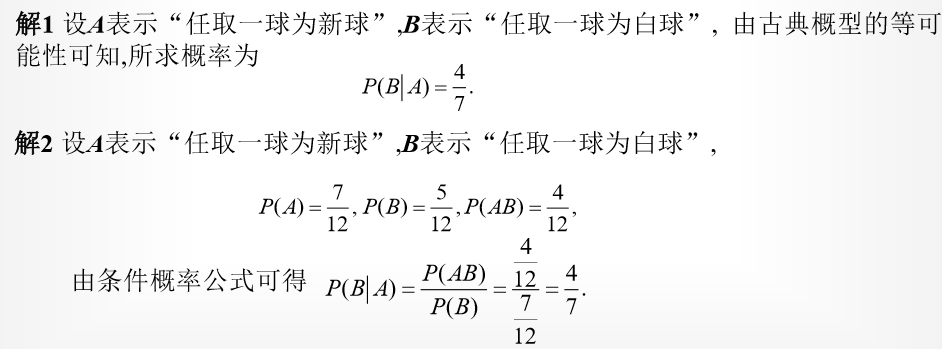 解1 设A表示“任取一球为新球”,B表示“任取一球为白球”, 由古典概型的等可
能性可知,所求概率为
P(B|A)=4/7.
解2 设A表示“任取一球为新球”,B表示“任取一球为白球”,
P(A)=7/12, P(B)=5/12, P(AB)=4/12,
由条件概率公式可得 P(B|A)=P(AB)/P(B)=(4/12)/(7/12)=4/7.